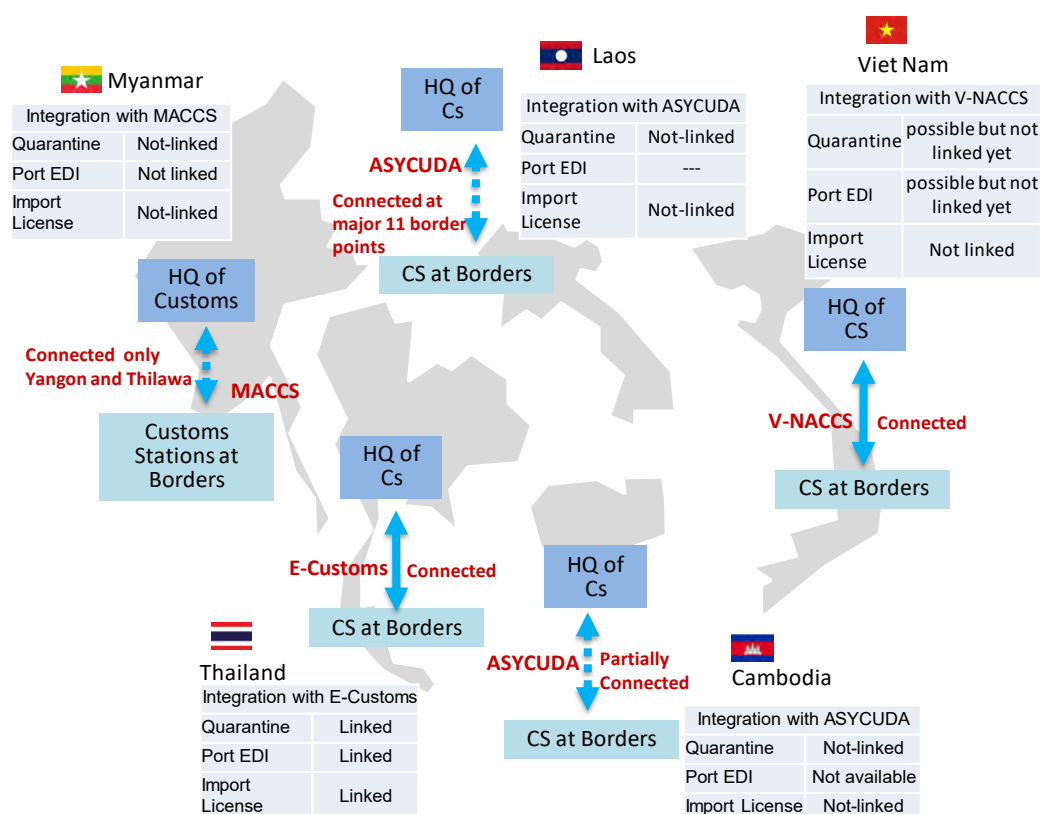 Myanmar
Integration with MACCS
Quarantine Not-linked
Port EDI Not linked
Import
License Not-linked
HQ of
Customs
Connected only
Yangon and Thilawa
MACCS
Customs
Stations at
Borders
Laos
HQ of
Cs
ASYCUDA
Connected at
major 11 border
points
CS at Borders
Integration with ASYCUDA
Quarantine Not-linked
Port EDI ---
Import
License Not-linked
Viet Nam
Integration with V-NACCS
Quarantine possible but not
linked yet
Port EDI possible but not
linked yet
Import
License Not linked
HQ of
CS
V-NACCS Connected
CS at Borders
HQ of
Cs
E-Customs Connected
CS at Borders
Thailand
Integration with E-Customs
Quarantine Linked
Port EDI Linked
Import
License Linked
HQ of
Cs
ASYCUDA Partially
Connected
CS at Borders
Cambodia
Integration with ASYCUDA
Quarantine Not-linked
Port EDI Not available
Import License Not-linked